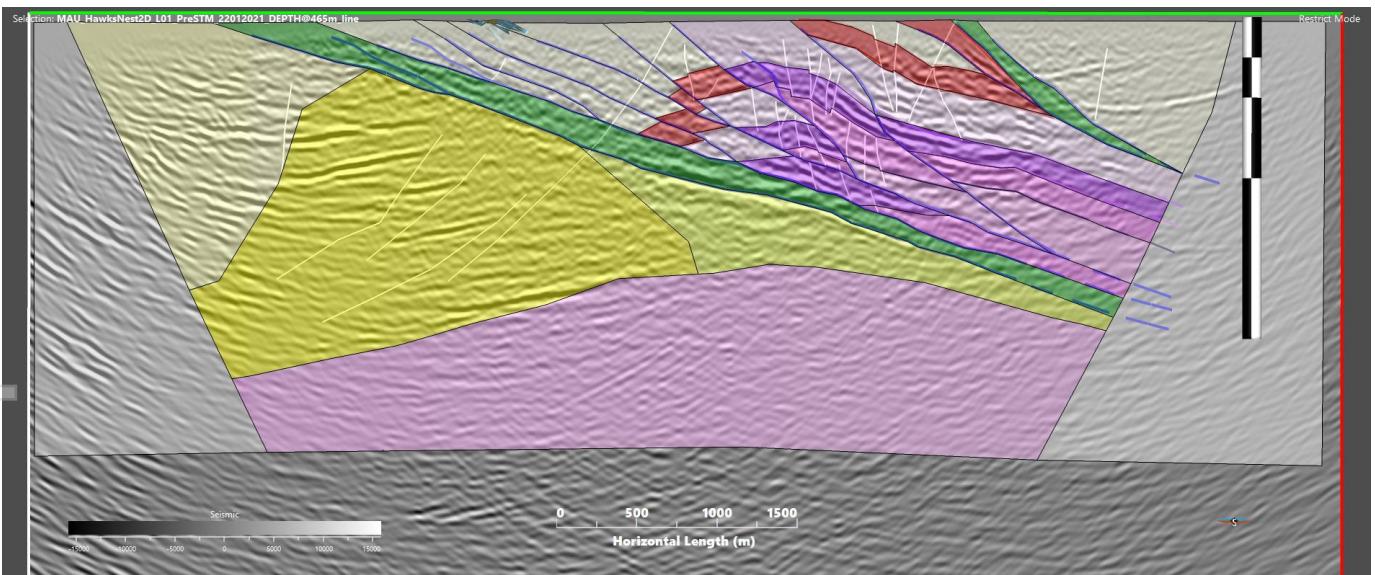 Selection: MAU_HawksNest2D_L01_PreSTM_22012021_DEPTH@465m_line
Restrict Mode
Seismic
-15000 -10000 -5000 0 5000 10000 15000
0 500 1000 1500
Horizontal Length (m)
S